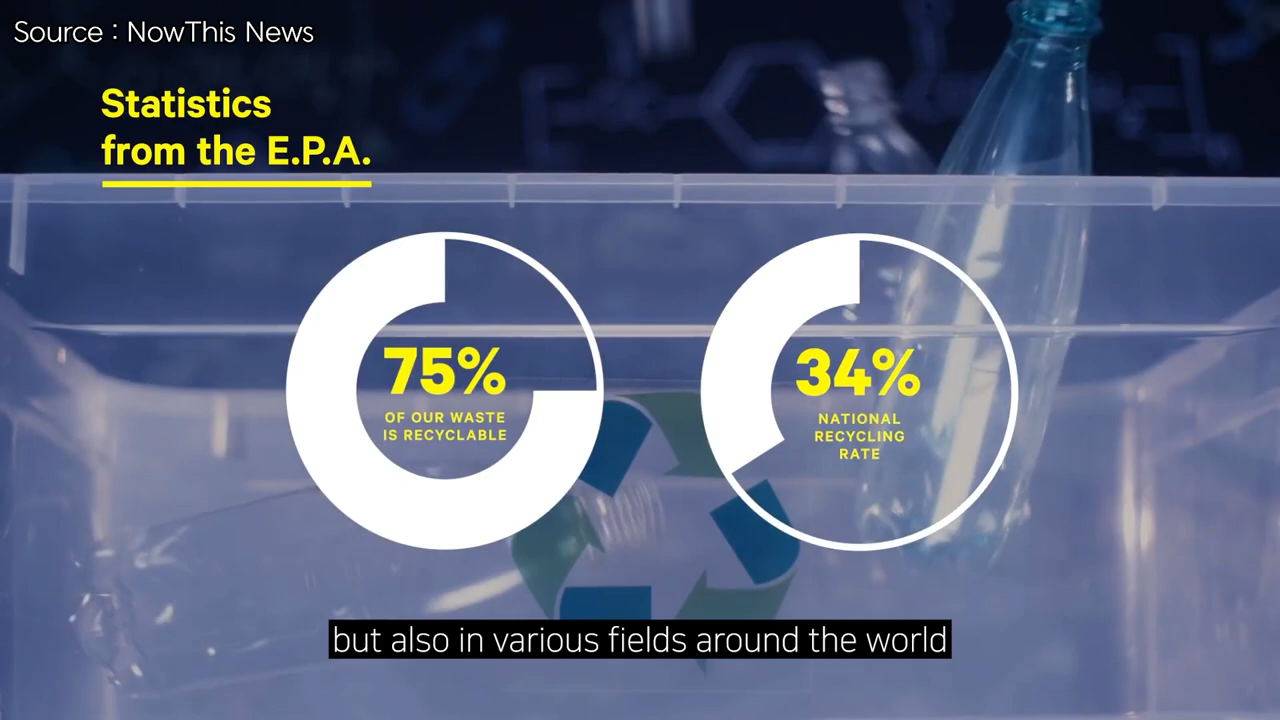 Source : NowThis News
Statistics
from the E.P.A.
75%
OF OUR WASTE
IS RECYCLABLE
34%
NATIONAL
RECYCLING
RATE
but also in various fields around the world